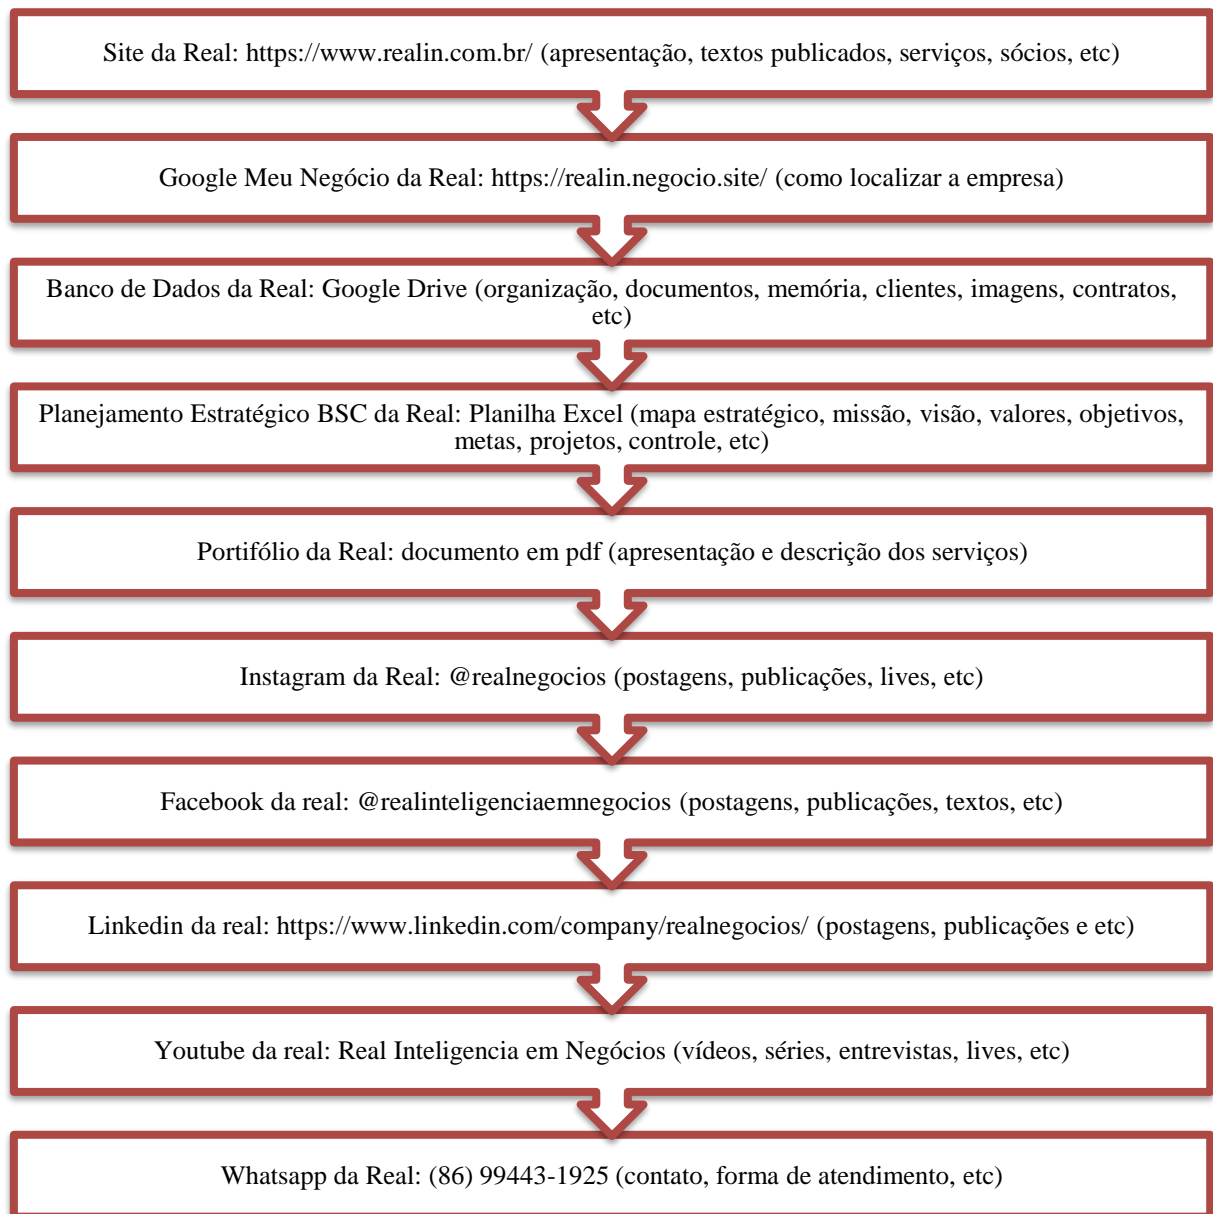 Site da Real: https://www.realin.com.br/ (apresentação, textos publicados, serviços, sócios, etc)
Google Meu Negócio da Real: https://realin.negocio.site/ (como localizar a empresa)
Banco de Dados da Real: Google Drive (organização, documentos, memória, clientes, imagens, contratos,
etc)
Planejamento Estratégico BSC da Real: Planilha Excel (mapa estratégico, missão, visão, valores, objetivos,
metas, projetos, controle, etc)
Portifólio da Real: documento em pdf (apresentação e descrição dos serviços)
Instagram da Real: @realnegocios (postagens, publicações, lives, etc)
Facebook da real: @realinteligenciaemnegocios (postagens, publicações, textos, etc)
Linkedin da real: https://www.linkedin.com/company/realnegocios/ (postagens, publicações e etc)
Youtube da real: Real Inteligencia em Negócios (vídeos, séries, entrevistas, lives, etc)
Whatsapp da Real: (86) 99443-1925 (contato, forma de atendimento, etc)